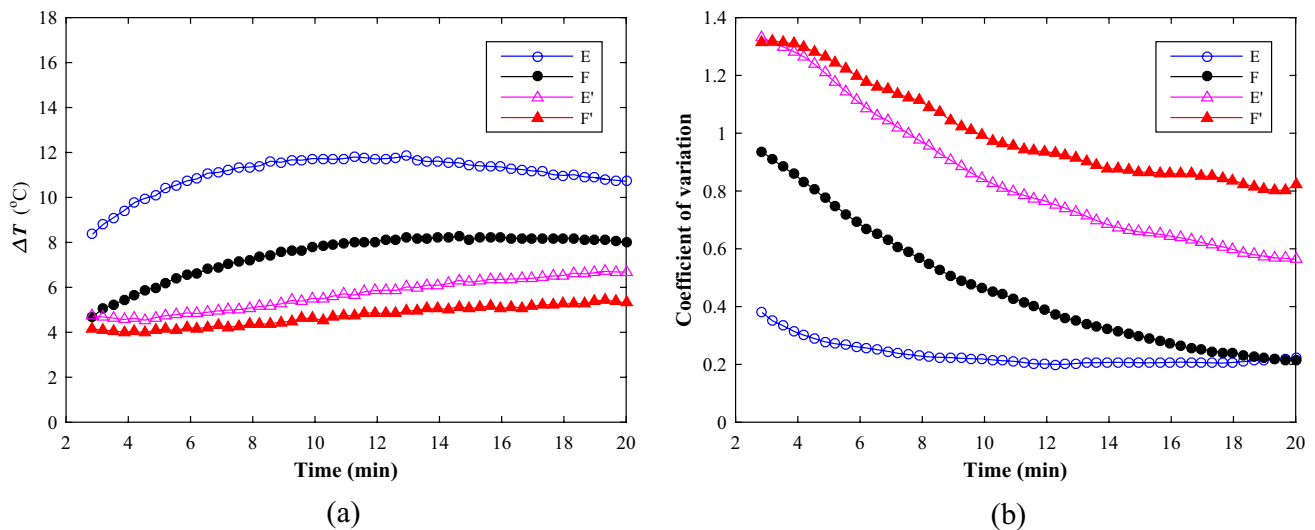 18
16
14
12
10
8
6
4
2
0
ΔT (°C)
2 4 6 8 10 12 14 16 18 20
Time (min)
E
F
E'
F'
(a)
1.4
1.2
1
0.8
0.6
0.4
0.2
0
Coefficient of variation
2 4 6 8 10 12 14 16 18 20
Time (min)
E
F
E'
F'
(b)